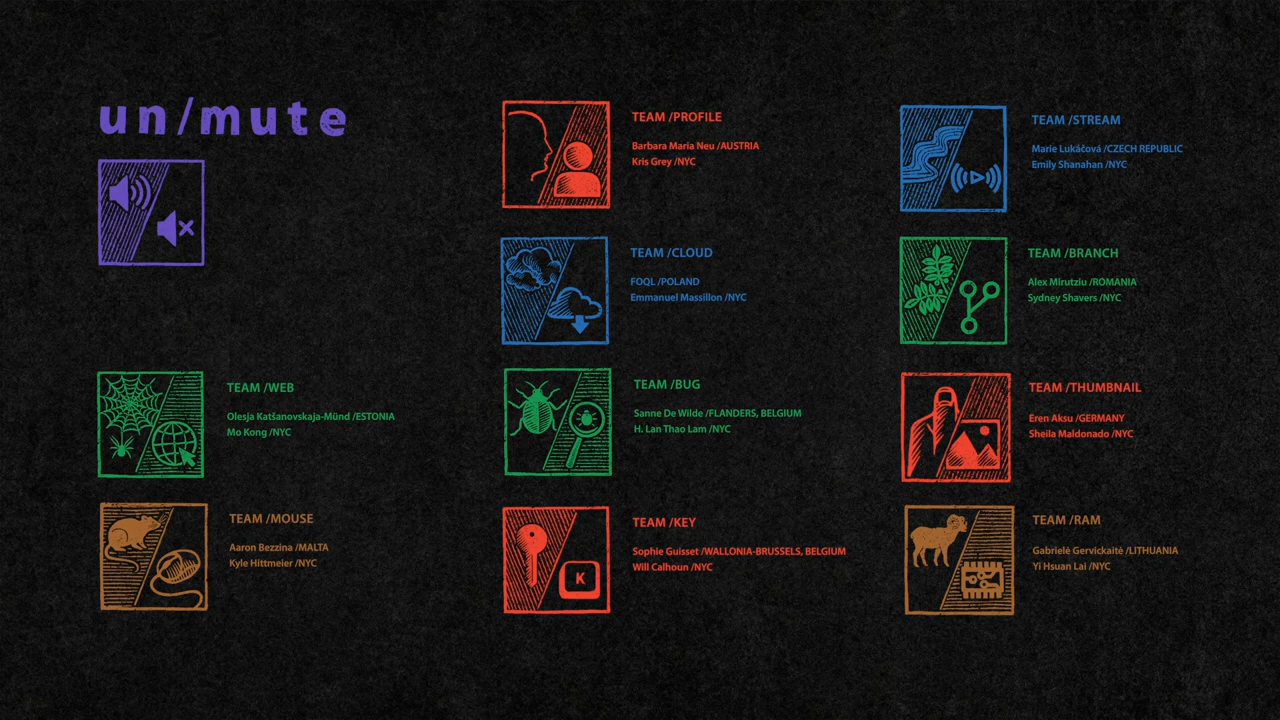 un/mute
TEAM /WEB
Olesja Katšanovskaja-Münd /ESTONIA
Mo Kong /NYC
TEAM /MOUSE
Aaron Bezzina /MALTA
Kyle Hittmeier /NYC
TEAM /PROFILE
Barbara Maria Neu /AUSTRIA
Kris Grey /NYC
TEAM /CLOUD
FOQL /POLAND
Emmanuel Massillon /NYC
TEAM /BUG
Sanne De Wilde /FLANDERS, BELGIUM
H. Lan Thao Lam /NYC
TEAM /KEY
Sophie Guisset /WALLONIA-BRUSSELS, BELGIUM
Will Calhoun /NYC
K
TEAM /STREAM
Marie Lukáčová /CZECH REPUBLIC
Emily Shanahan /NYC
TEAM /BRANCH
Alex Mirutziu /ROMANIA
Sydney Shavers /NYC
TEAM /THUMBNAIL
Eren Aksu /GERMANY
Sheila Maldonado /NYC
TEAM /RAM
Gabrielė Gervickaitė /LITHUANIA
Yi Hsuan Lai /NYC